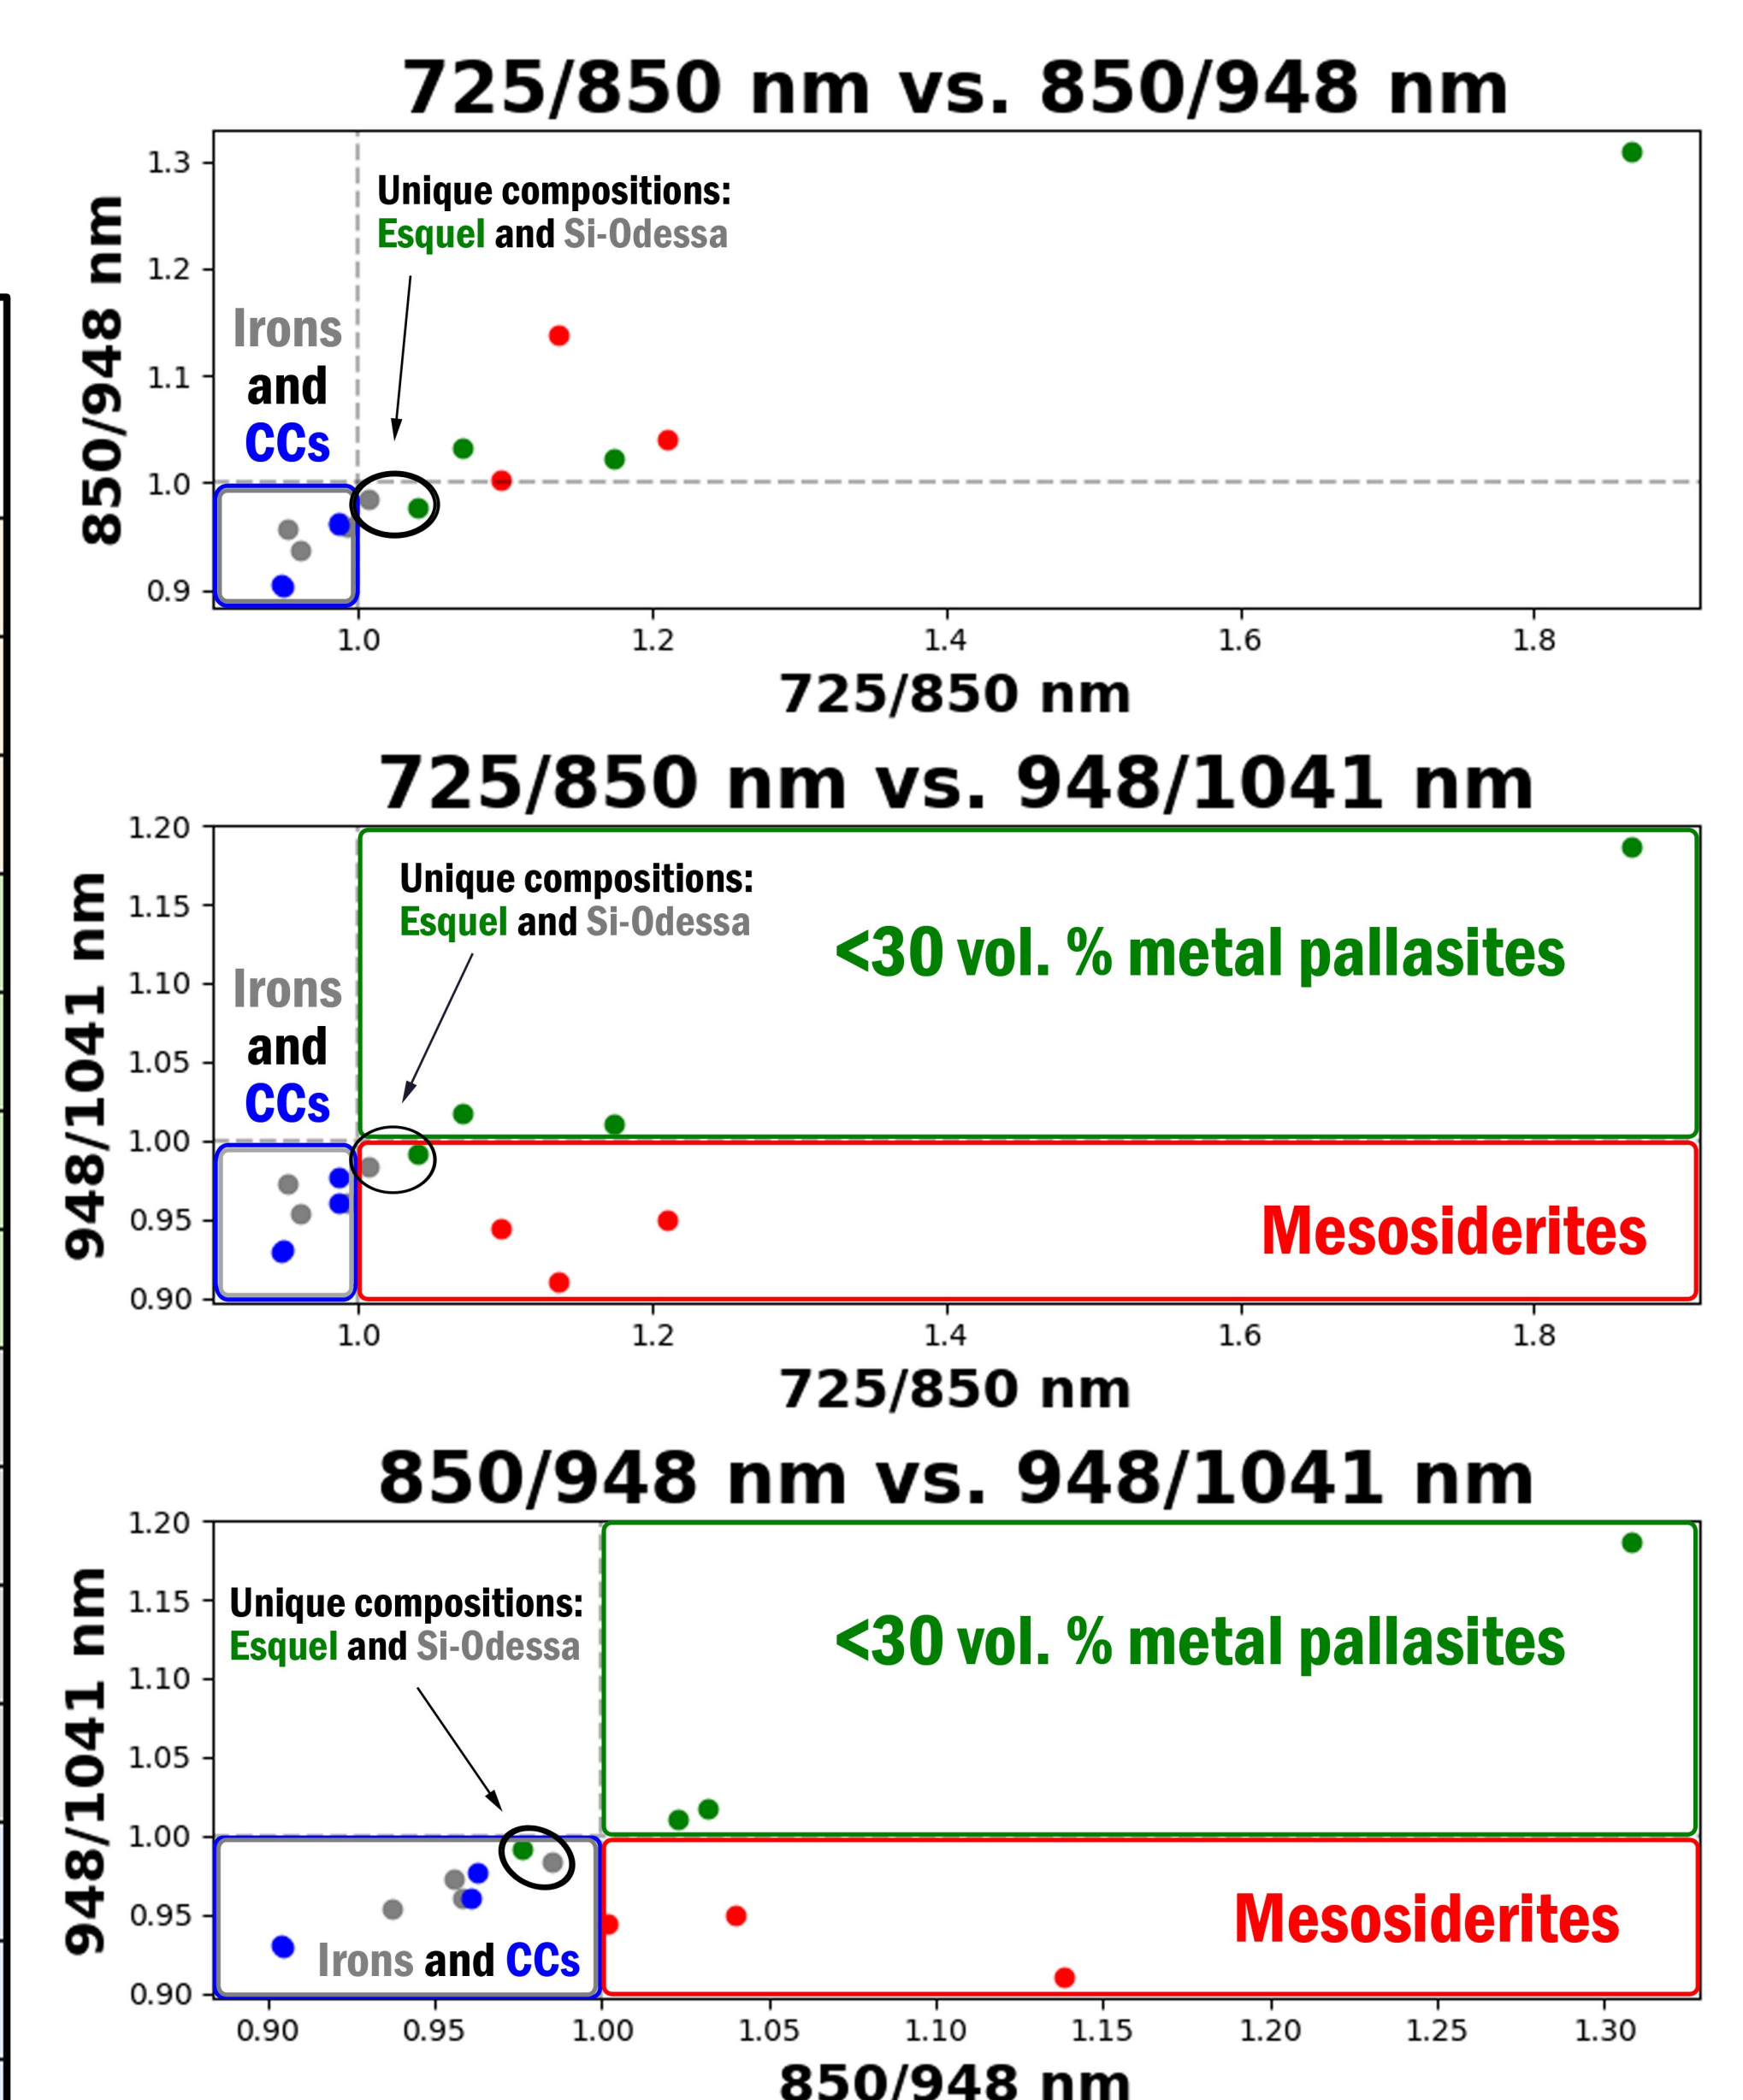 725/850 nm vs. 850/948 nm
1.3
1.2
1.1
1.0
0.9
850/948 nm
Unique compositions:
Esquel and Si-Odessa
Irons
and
CCs
1.0 1.2 1.4 1.6 1.8
725/850 nm
725/850 nm vs. 948/1041 nm
1.20
1.15
1.10
1.05
1.00
0.95
0.90
948/1041 nm
Unique compositions:
Esquel and Si-Odessa
<30 vol. % metal pallasites
Irons
and
CCs
Mesosiderites
1.0 1.2 1.4 1.6 1.8
725/850 nm
850/948 nm vs. 948/1041 nm
1.20
1.15
1.10
1.05
1.00
0.95
0.90
948/1041 nm
Unique compositions:
Esquel and Si-Odessa
<30 vol. % metal pallasites
Mesosiderites
Irons and CCs
0.90 0.95 1.00 1.05 1.10 1.15 1.20 1.25 1.30
850/948 nm